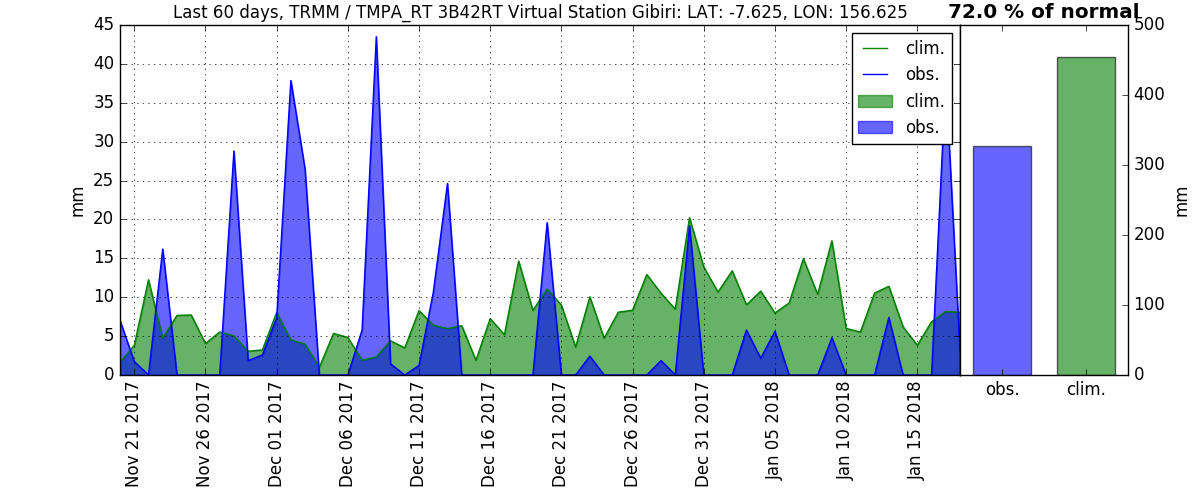 Last 60 days, TRMM / TMPA_RT 3B42RT Virtual Station Gibiri: LAT: -7.625, LON: 156.625
72.0 % of normal
45
40
35
30
25
20
15
10
5
0
mm
clim.
obs.
clim.
obs.
500
400
300
200
100
0
mm
obs.
clim.
Nov 21 2017
Nov 26 2017
Dec 01 2017
Dec 06 2017
Dec 11 2017
Dec 16 2017
Dec 21 2017
Dec 26 2017
Dec 31 2017
Jan 05 2018
Jan 10 2018
Jan 15 2018